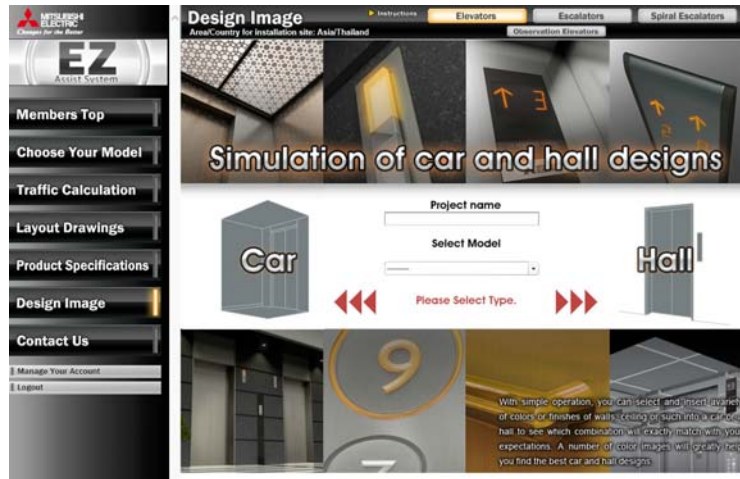 MITSUBISHI
ELECTRIC
Changes for the Better
EZ
Assist System
Members Top
Choose Your Model
Traffic Calculation
Layout Drawings
Product Specifications
Design Image
Contact Us
Manage Your Account
Logout
Design Image
Instructions
Elevators
Escalators
Spiral Escalators
Area/Country for installation site: Asia/Thailand
Observation Elevators
3
Simulation of car and hall designs
Project name
Car
Select Model
Hall
Please Select Type.
9
7
With simple operation, you can select and insert a variety
of colors or finishes of walls, ceiling or such into a car or
hall to see which combination will exactly match with your
expectations. A number of color images will greatly help
you find the best car and hall designs.